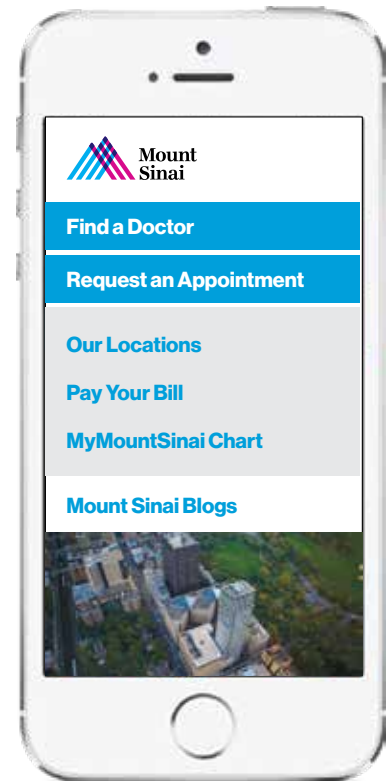 Mount
Sinai
Find a Doctor
Request an Appointment
Our Locations
Pay Your Bill
MyMountSinai Chart
Mount Sinai Blogs